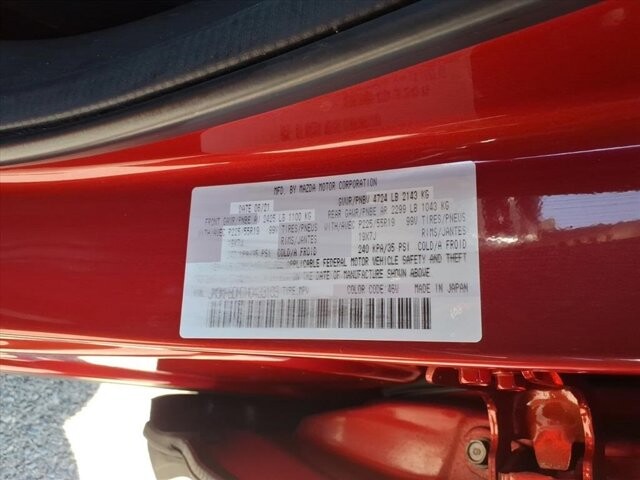 MFD. BY MAZDA MOTOR CORPORATION
DATE 05/21 GVWR/PNBV 4704 LB 2143 KG
FRONT GAWR/PNBE AV 2425 LB 1100 KG REAR GAWR/PNBE AR 2299 LB 1043 KG
WITH/AVEC P225/55R19 99V TIRES/PNEUS WITH/AVEC P225/55R19 99V TIRES/PNEUS
19X7J RIMS/JANTES 19X7J RIMS/JANTES
COLD/A FROID 240 KPA/35 PSI COLD/A FROID
FEDERAL MOTOR VEHICLE SAFETY AND THEFT
THE DATE OF MANUFACTURE SHOWN ABOVE.
TYPE MPV COLOR CODE 46V MADE IN JAPAN